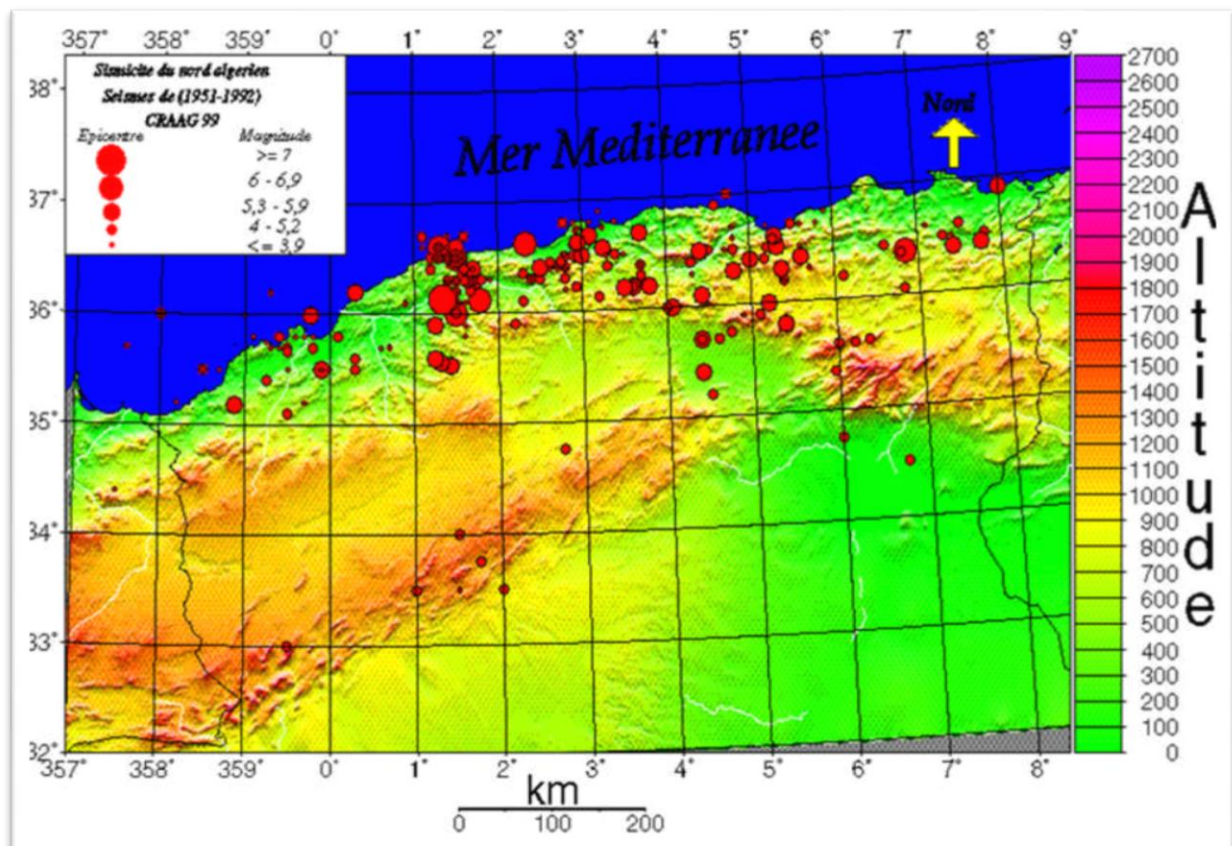 357° 358° 359° 0° 1° 2° 3° 4° 5° 6° 7° 8° 9°
Sismicite du nord algerien
Seismes de (1951-1992)
CRAAG 99
Epicentre Magnitude
>= 7
6 - 6,9
5,3 - 5,9
4 - 5,2
<= 3,9
Mer Mediterranee
Nord
38°
37°
36°
35°
34°
33°
32°
357° 358° 359° 0° 1° 2° 3° 4° 5° 6° 7° 8°
km
0 100 200
2700
2600
2500
2400
2300
2200
2100
2000
1900
1800
1700
1600
1500
1400
1300
1200
1100
1000
900
800
700
600
500
400
300
200
100
0
Altitude